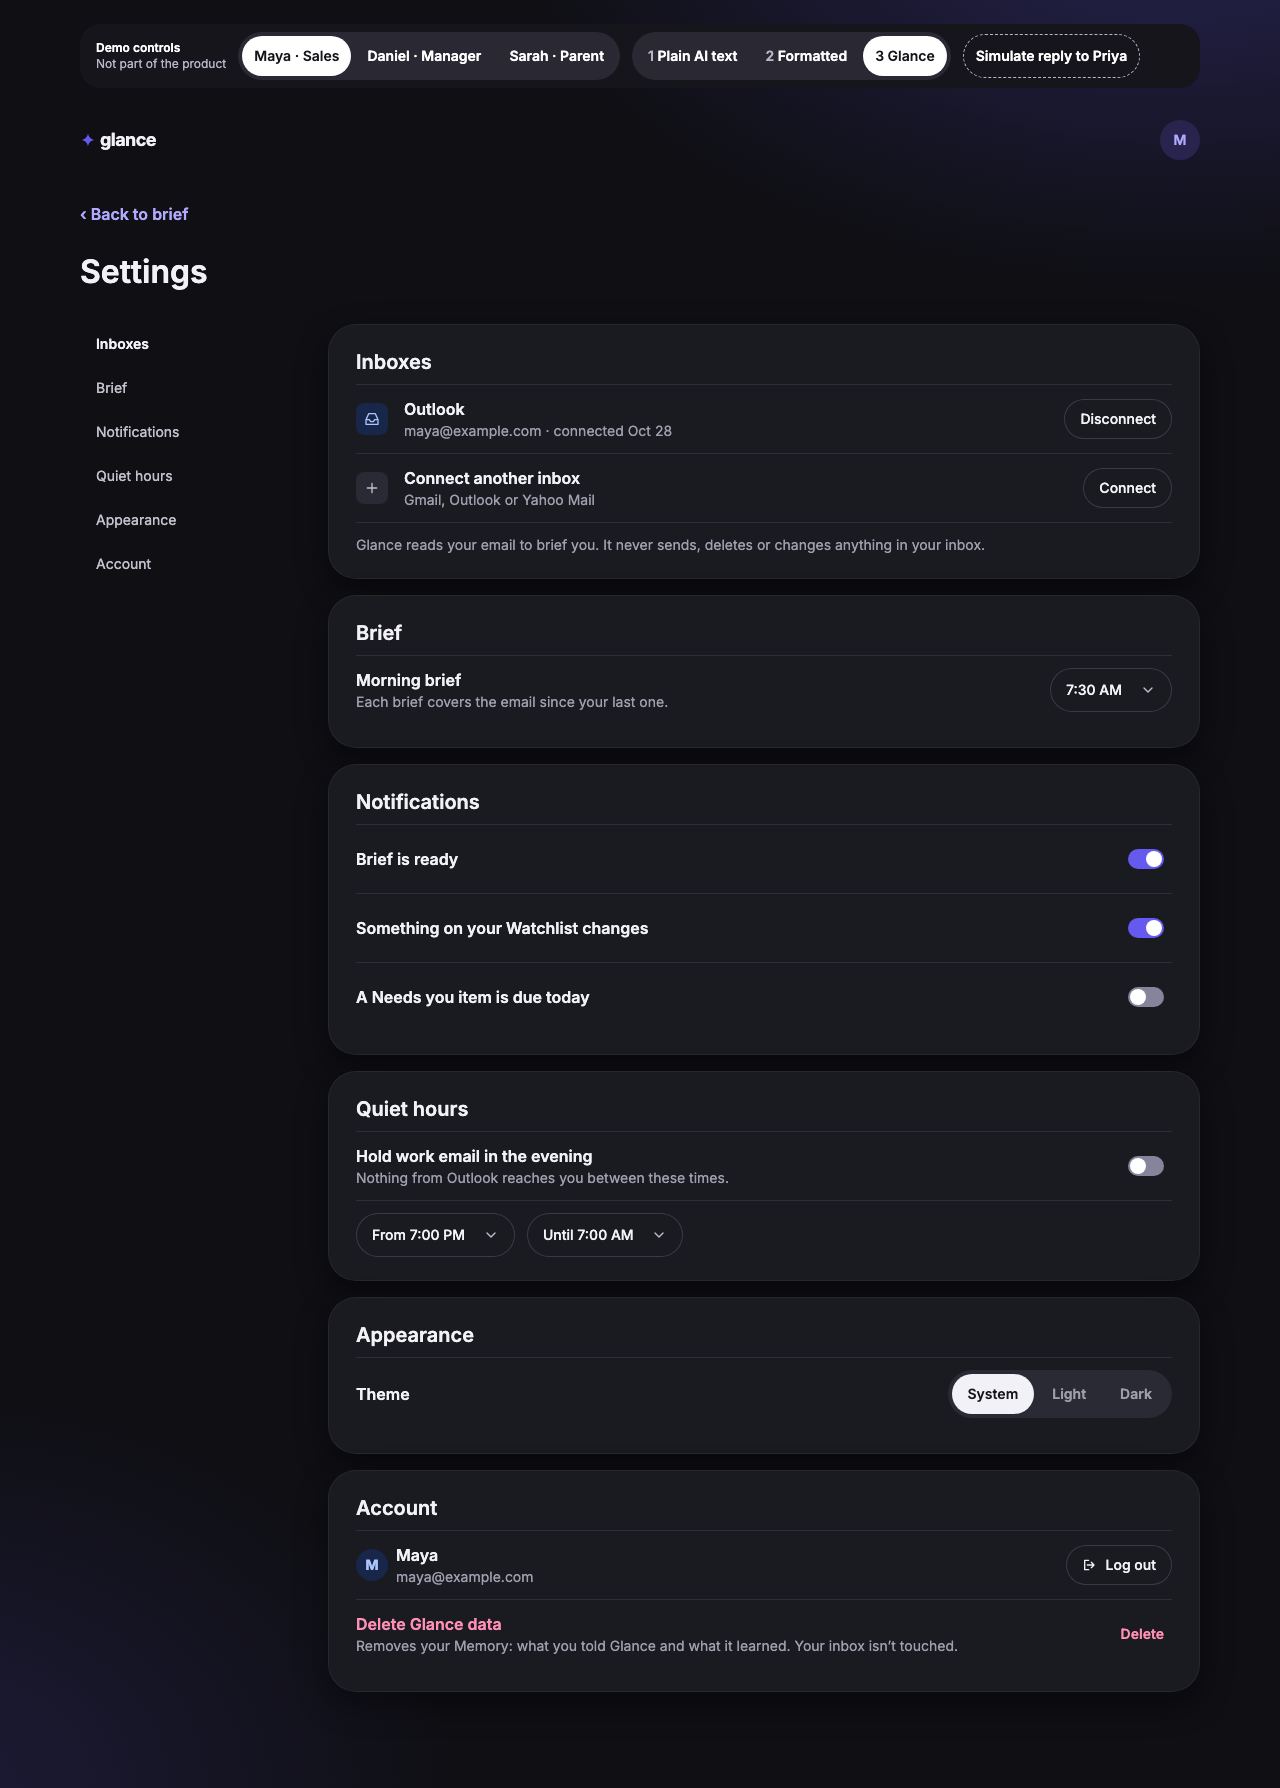 Demo controls
Not part of the product
Maya · Sales
Daniel · Manager
Sarah · Parent
1 Plain AI text
2 Formatted
3 Glance
Simulate reply to Priya
glance
M
‹ Back to brief
Settings
Inboxes
Brief
Notifications
Quiet hours
Appearance
Account
Inboxes
Outlook
maya@example.com · connected Oct 28
Disconnect
Connect another inbox
Gmail, Outlook or Yahoo Mail
Connect
Glance reads your email to brief you. It never sends, deletes or changes anything in your inbox.
Brief
Morning brief
Each brief covers the email since your last one.
7:30 AM
Notifications
Brief is ready
Something on your Watchlist changes
A Needs you item is due today
Quiet hours
Hold work email in the evening
Nothing from Outlook reaches you between these times.
From 7:00 PM
Until 7:00 AM
Appearance
Theme
System
Light
Dark
Account
M
Maya
maya@example.com
Log out
Delete Glance data
Removes your Memory: what you told Glance and what it learned. Your inbox isn’t touched.
Delete